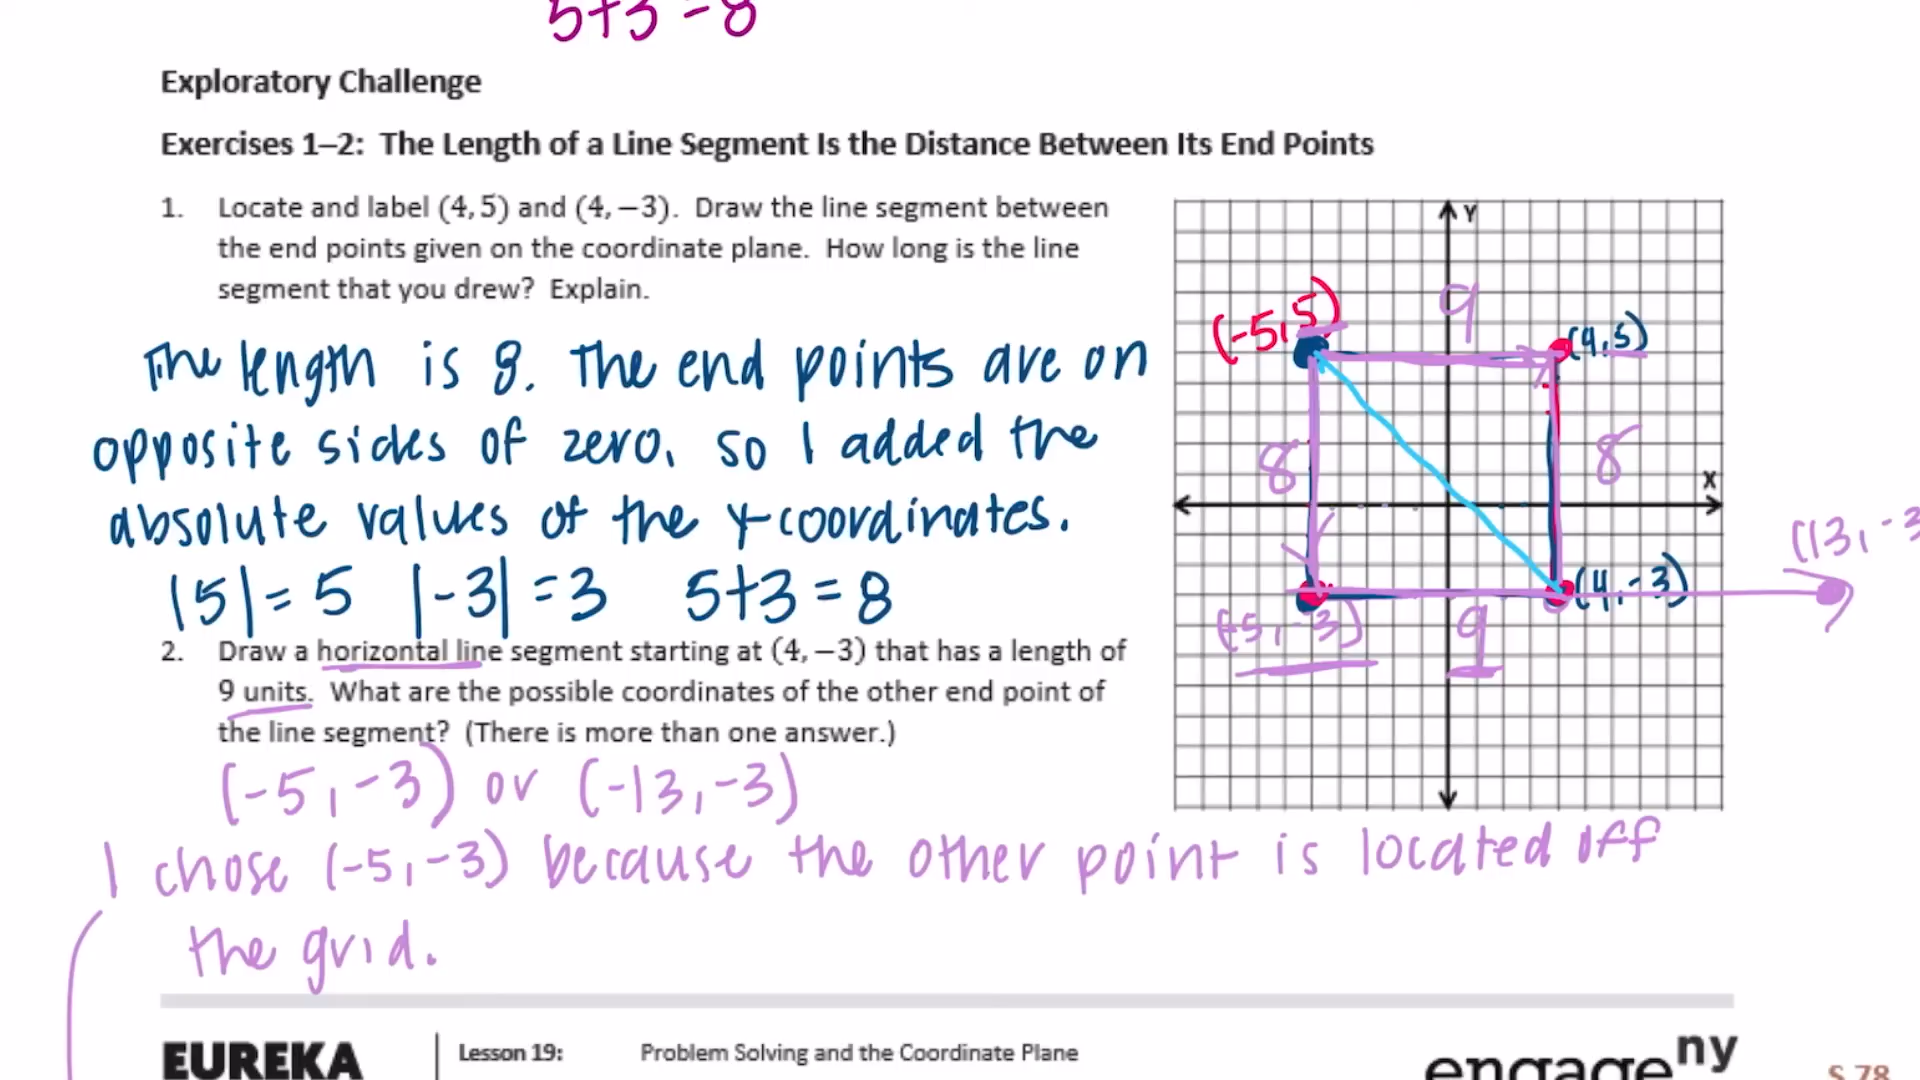 5+3=8
Exploratory Challenge
Exercises 1–2: The Length of a Line Segment Is the Distance Between Its End Points
1. Locate and label (4, 5) and (4, −3). Draw the line segment between
the end points given on the coordinate plane. How long is the line
segment that you drew? Explain.
The length is 8. The end points are on
opposite sides of zero, so I added the
absolute values of the y-coordinates.
|5| = 5 |-3| = 3 5+3=8
2. Draw a horizontal line segment starting at (4, −3) that has a length of
9 units. What are the possible coordinates of the other end point of
the line segment? (There is more than one answer.)
(-5,-3) or (-13,-3)
I chose (-5,-3) because the other point is located off
the grid.
Y
9
(-5,5)
(4,5)
8
8
X
(13,-3
(4,-3)
(-5,-3)
9
EUREKA
Lesson 19: Problem Solving and the Coordinate Plane
engageny
S.78